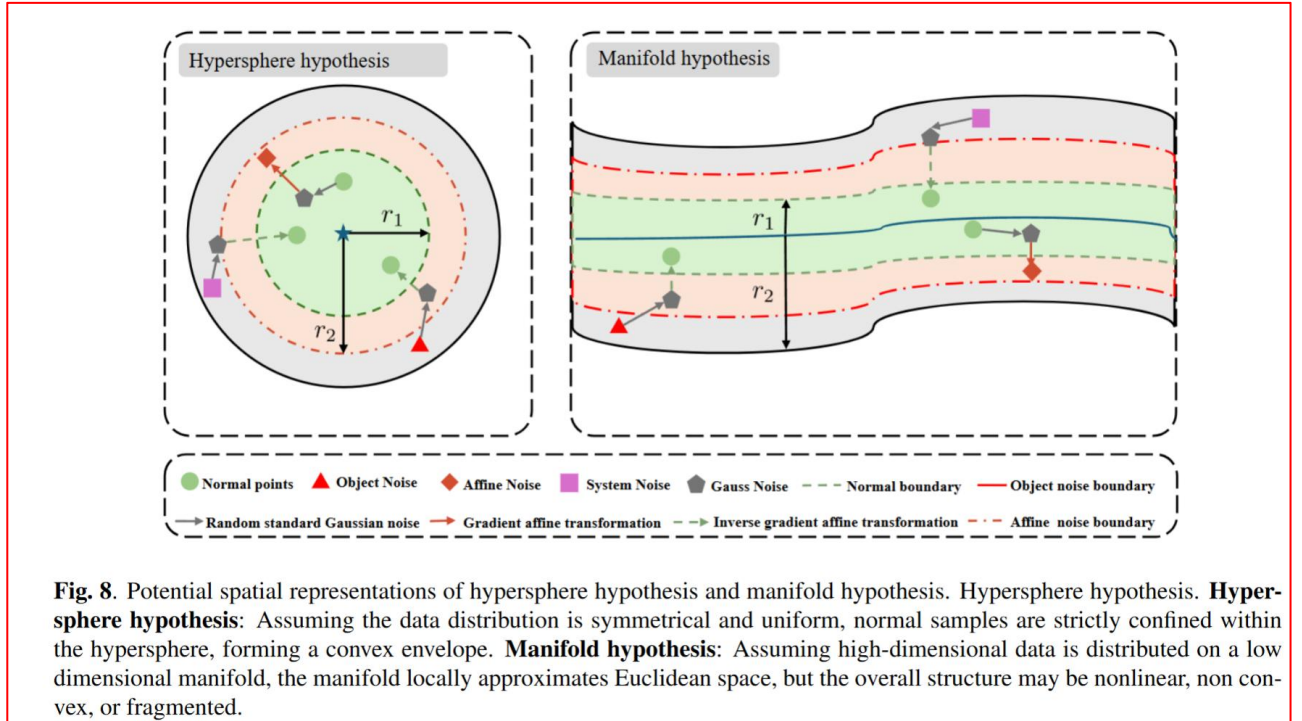 Hypersphere hypothesis
Manifold hypothesis
r1
r2
r1
r2
Normal points Object Noise Affine Noise System Noise Gauss Noise Normal boundary Object noise boundary
Random standard Gaussian noise Gradient affine transformation Inverse gradient affine transformation Affine noise boundary
Fig. 8. Potential spatial representations of hypersphere hypothesis and manifold hypothesis. Hypersphere hypothesis. Hyper-
sphere hypothesis: Assuming the data distribution is symmetrical and uniform, normal samples are strictly confined within
the hypersphere, forming a convex envelope. Manifold hypothesis: Assuming high-dimensional data is distributed on a low
dimensional manifold, the manifold locally approximates Euclidean space, but the overall structure may be nonlinear, non con-
vex, or fragmented.